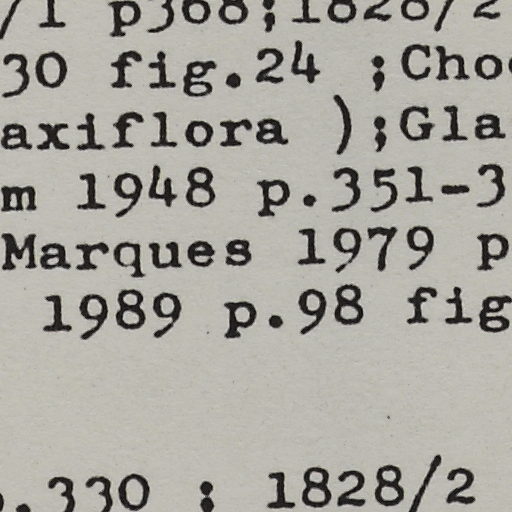 /1 p368;1828/2
30 fig.24 ;Cho
axiflora );Gla
m 1948 p.351-3
Marques 1979 p
1989 p.98 fig
.330 ; 1828/2